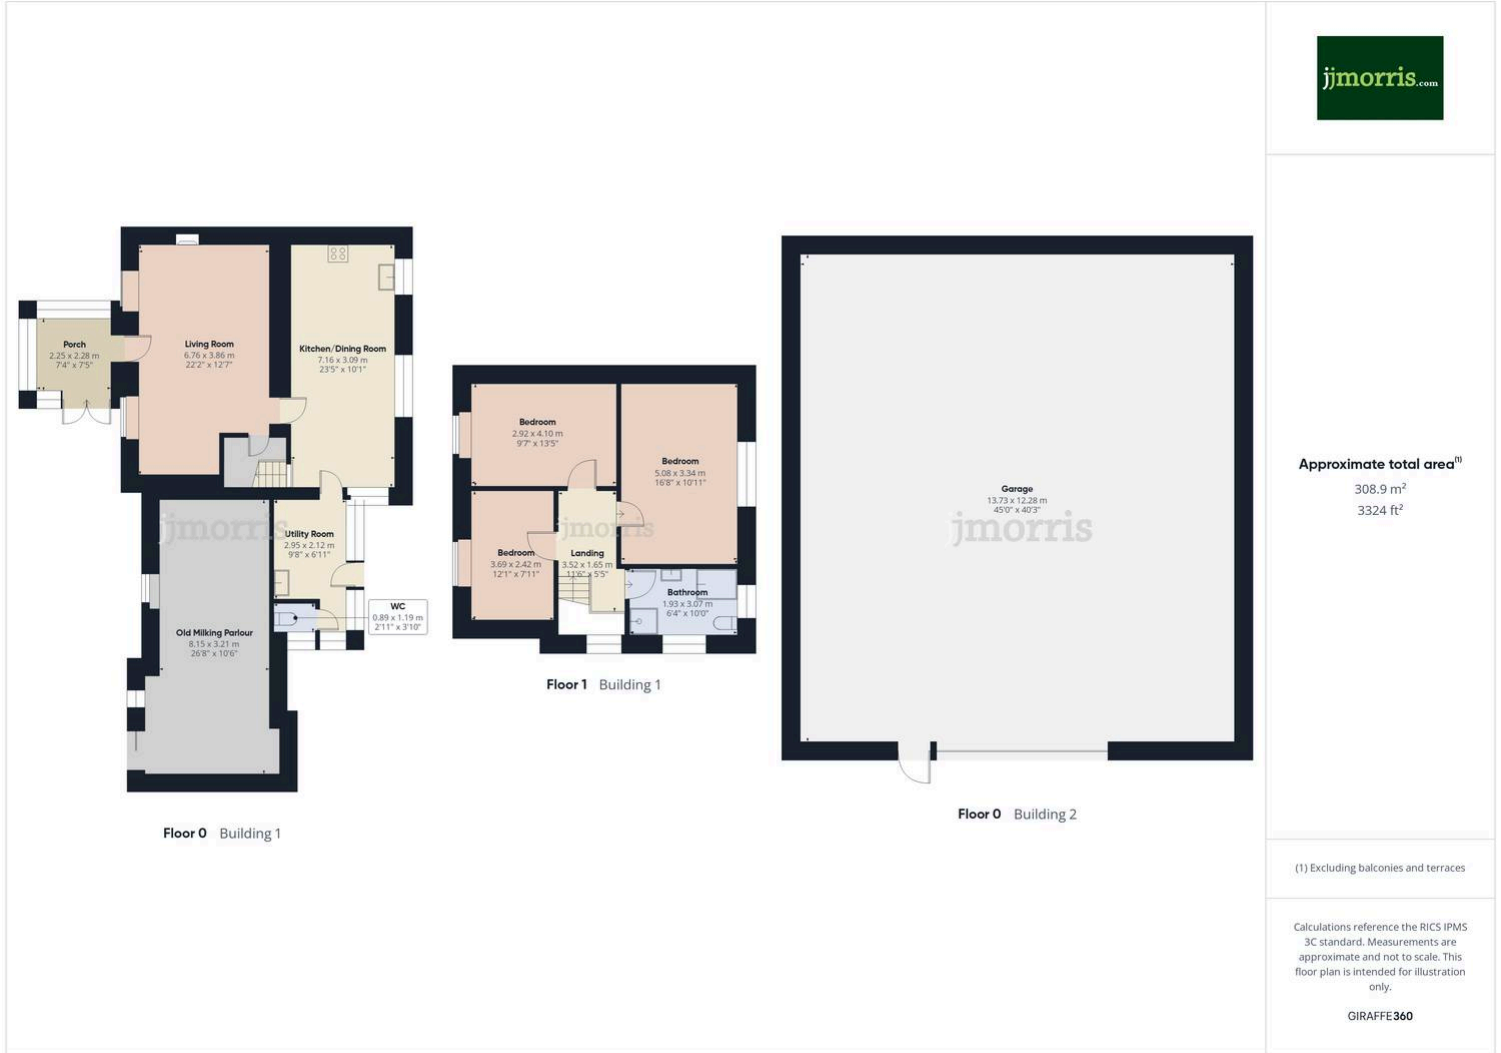 jjmorris.com
Porch
2.25 x 2.28 m
7'4" x 7'5"
Living Room
6.76 x 3.86 m
22'2" x 12'7"
Kitchen/Dining Room
7.16 x 3.09 m
23'5" x 10'1"
jjmorris
Utility Room
2.95 x 2.12 m
9'8" x 6'11"
WC
0.89 x 1.19 m
2'11" x 3'10"
Old Milking Parlour
8.15 x 3.21 m
26'8" x 10'6"
Floor 0 Building 1
Bedroom
2.92 x 4.10 m
9'7" x 13'5"
Bedroom
5.08 x 3.34 m
16'8" x 10'11"
jjmorris
Bedroom
3.69 x 2.42 m
12'1" x 7'11"
Landing
3.52 x 1.65 m
11'6" x 5'5"
Bathroom
1.93 x 3.07 m
6'4" x 10'0"
Floor 1 Building 1
Garage
13.73 x 12.28 m
45'0" x 40'3"
jjmorris
Floor 0 Building 2
Approximate total area(1)
308.9 m²
3324 ft²
(1) Excluding balconies and terraces
Calculations reference the RICS IPMS
3C standard. Measurements are
approximate and not to scale. This
floor plan is intended for illustration
only.
GIRAFFE360